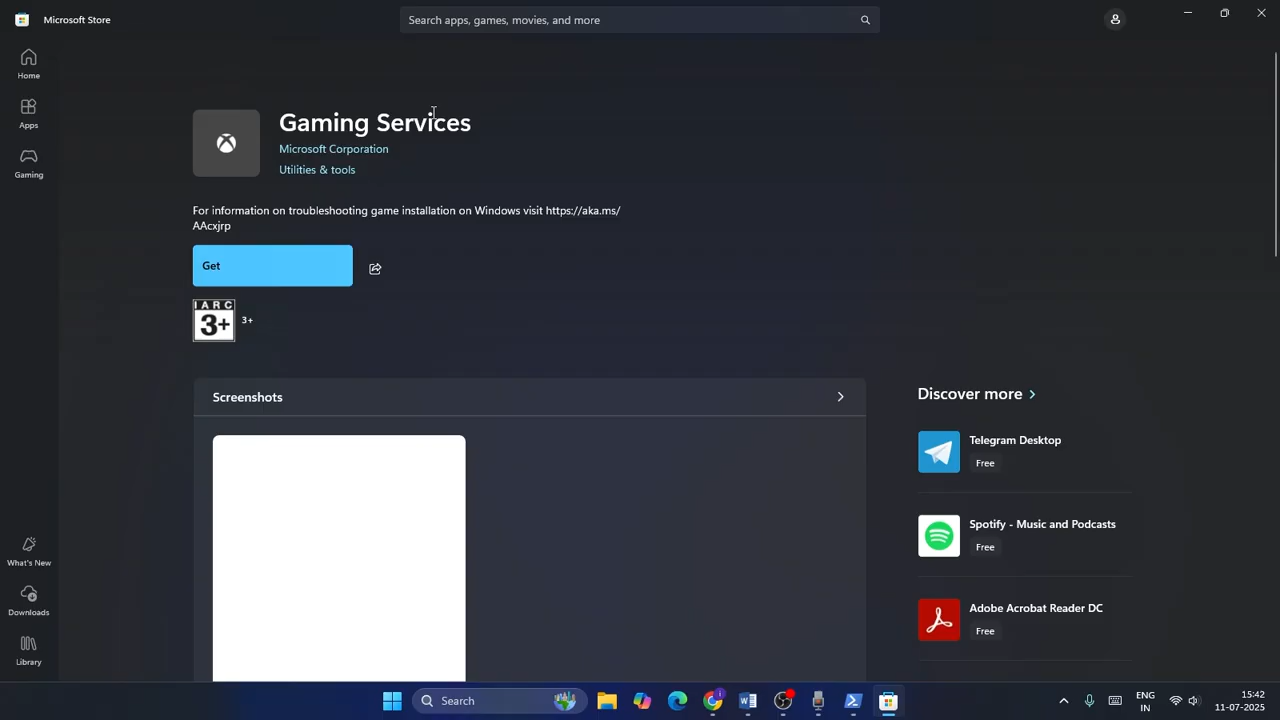 Microsoft Store
Search apps, games, movies, and more
Home
Apps
Gaming
Gaming Services
Microsoft Corporation
Utilities & tools
For information on troubleshooting game installation on Windows visit https://aka.ms/
AAcxjrp
Get
IARC
3+
3+
Screenshots
Discover more
Telegram Desktop
Free
Spotify - Music and Podcasts
Free
Adobe Acrobat Reader DC
Free
What's New
Downloads
Library
Search
ENG
IN
15:42
11-07-2025